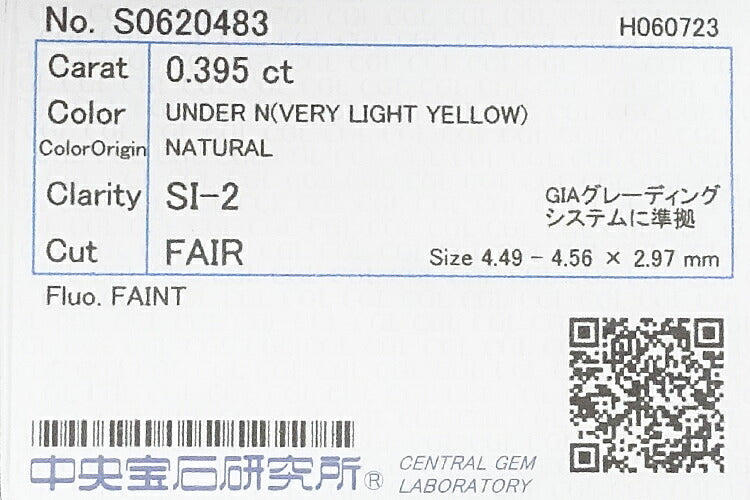 No. S0620483
H060723
Carat 0.395 ct
Color UNDER N(VERY LIGHT YELLOW)
ColorOrigin NATURAL
Clarity SI-2
GIAグレーディング
システムに準拠
Cut FAIR
Size 4.49 - 4.56 × 2.97 mm
Fluo. FAINT
中央宝石研究所®
CENTRAL GEM
LABORATORY